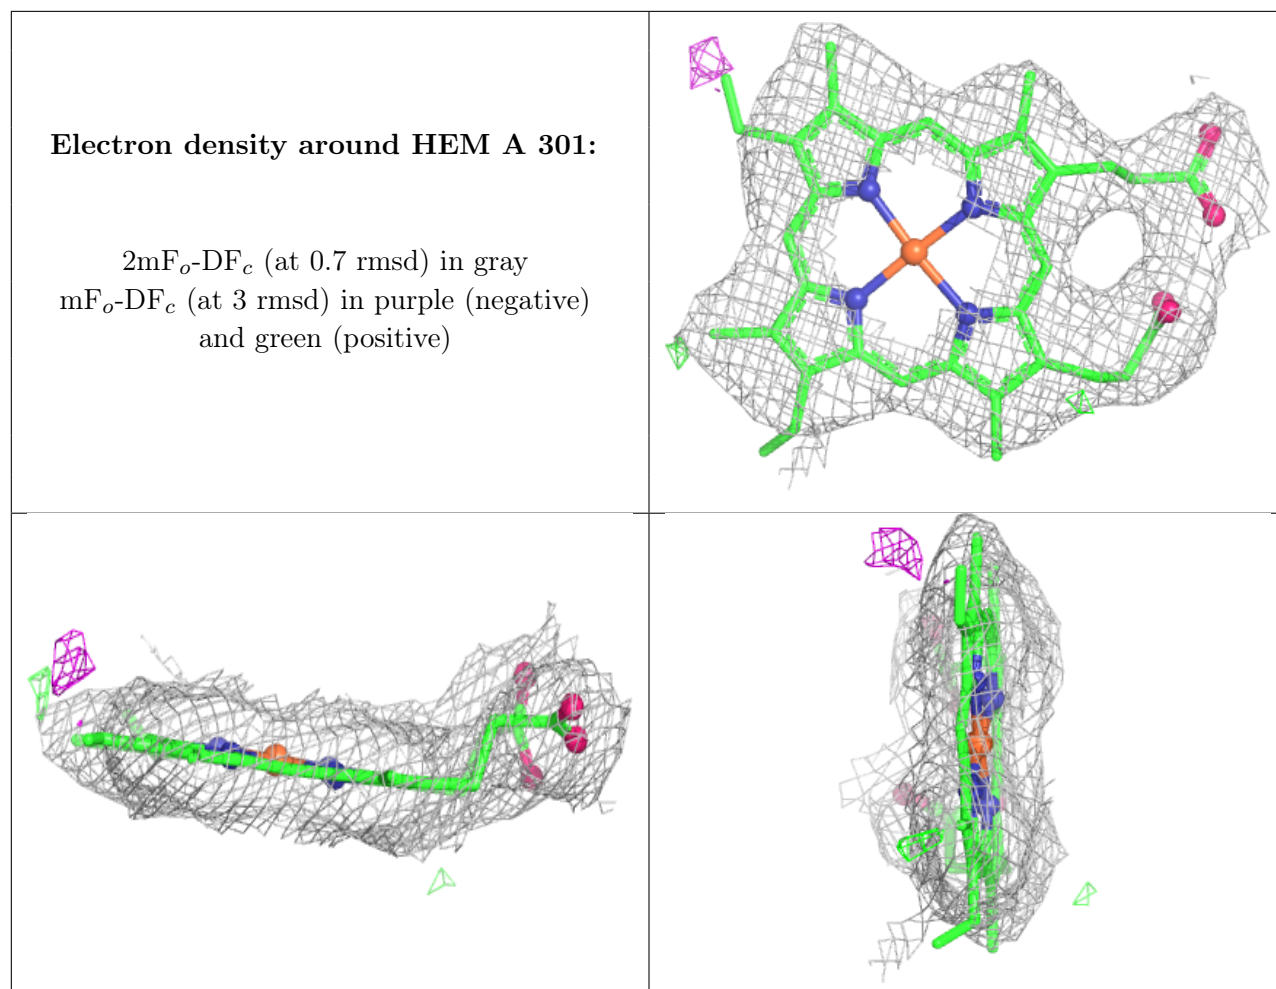 Electron density around HEM A 301:
2mFo-DFc (at 0.7 rmsd) in gray
mFo-DFc (at 3 rmsd) in purple (negative)
and green (positive)